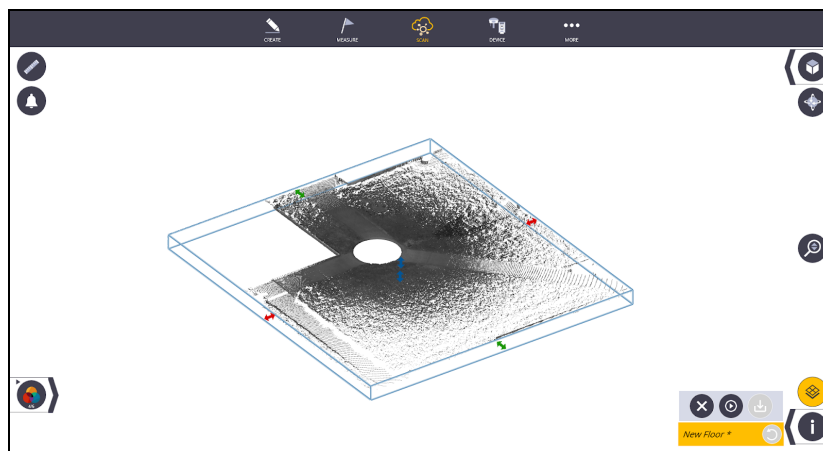 CREATE
MEASURE
SCAN
DEVICE
MORE
New Floor *
i